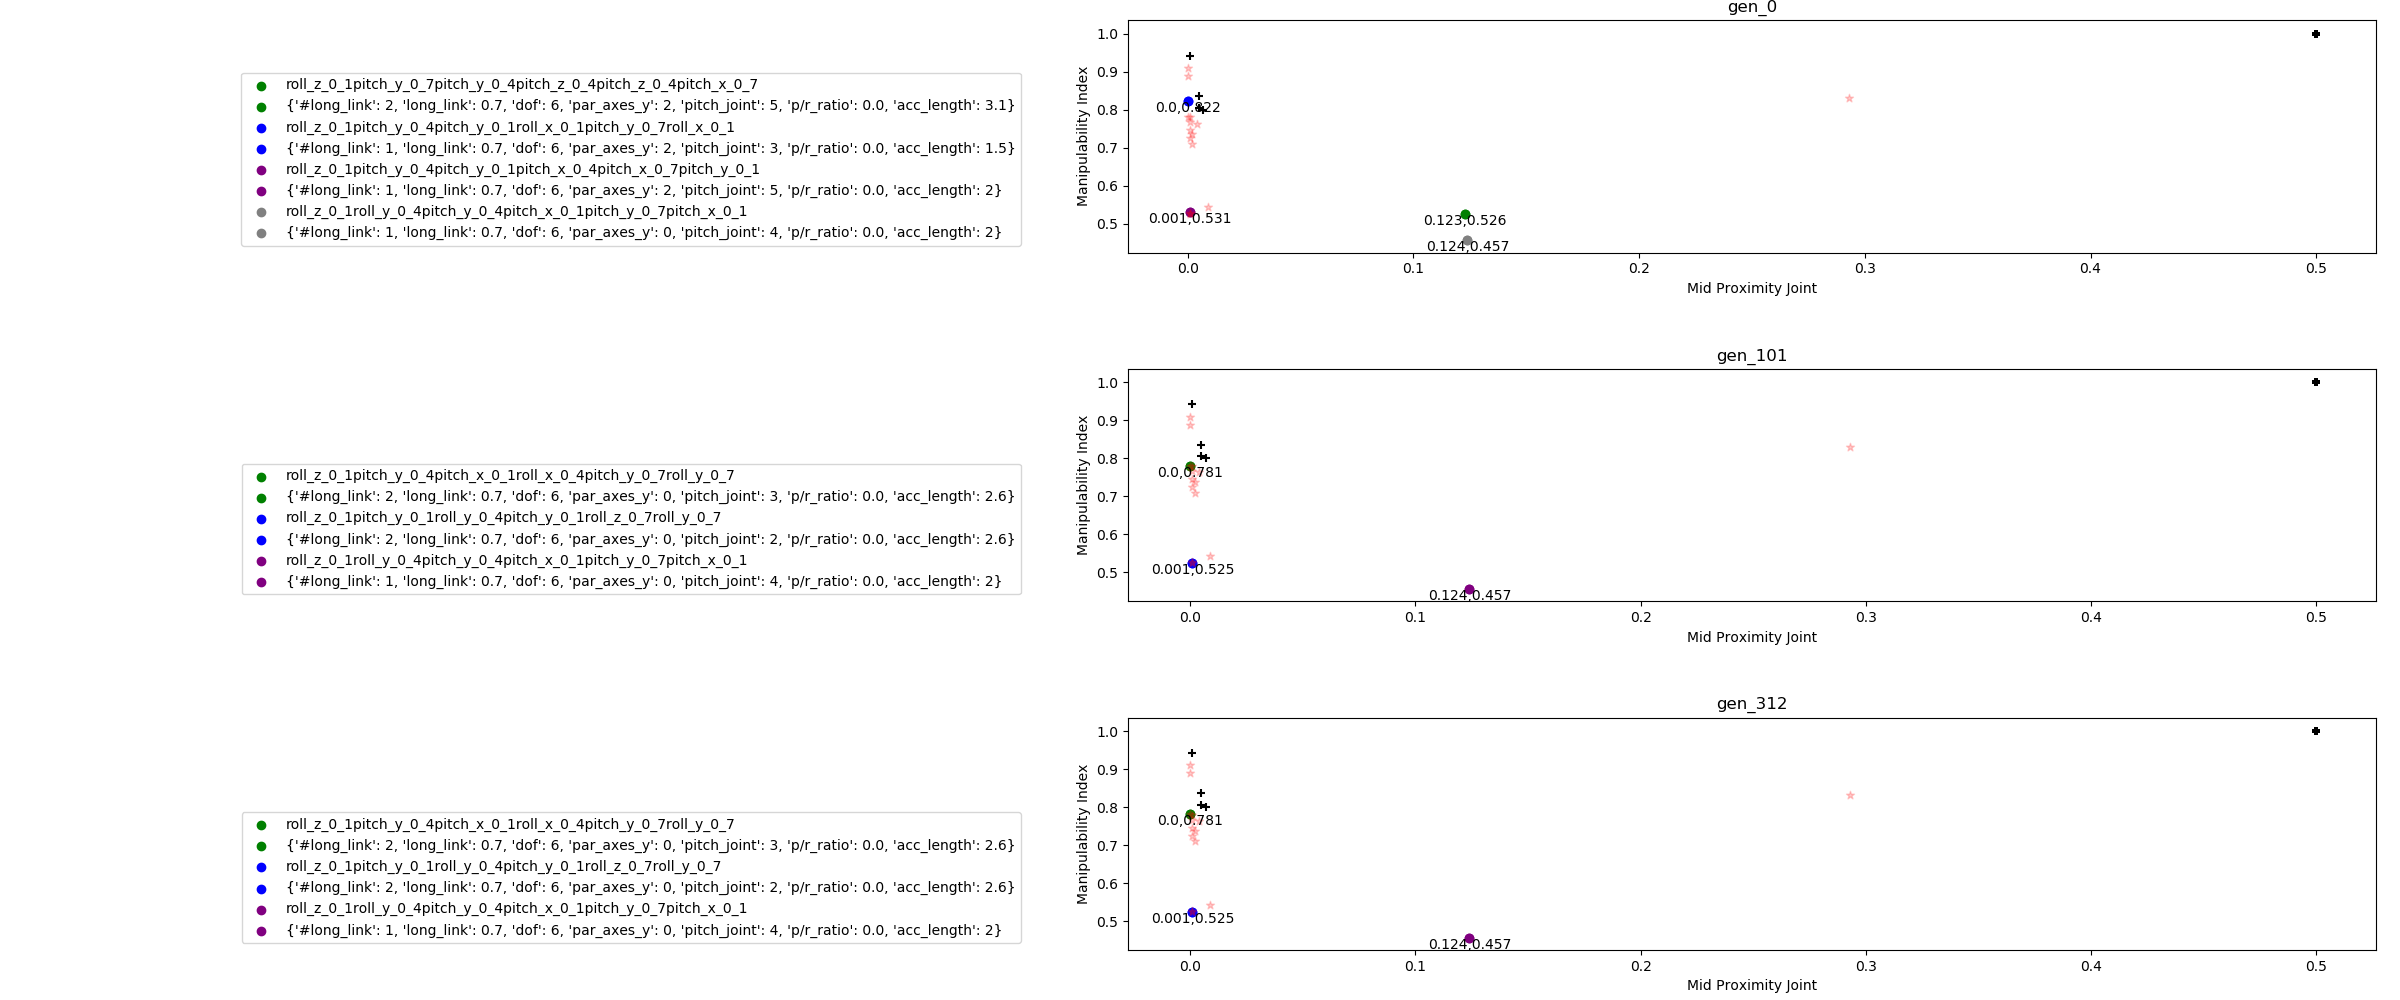 gen_0
roll_z_0_1pitch_y_0_7pitch_y_0_4pitch_z_0_4pitch_z_0_4pitch_x_0_7
{'#long_link': 2, 'long_link': 0.7, 'dof': 6, 'par_axes_y': 2, 'pitch_joint': 5, 'p/r_ratio': 0.0, 'acc_length': 3.1}
roll_z_0_1pitch_y_0_4pitch_y_0_1roll_x_0_1pitch_y_0_7roll_x_0_1
{'#long_link': 1, 'long_link': 0.7, 'dof': 6, 'par_axes_y': 2, 'pitch_joint': 3, 'p/r_ratio': 0.0, 'acc_length': 1.5}
roll_z_0_1pitch_y_0_4pitch_y_0_1pitch_x_0_4pitch_x_0_7pitch_y_0_1
{'#long_link': 1, 'long_link': 0.7, 'dof': 6, 'par_axes_y': 2, 'pitch_joint': 5, 'p/r_ratio': 0.0, 'acc_length': 2}
roll_z_0_1roll_y_0_4pitch_y_0_4pitch_x_0_1pitch_y_0_7pitch_x_0_1
{'#long_link': 1, 'long_link': 0.7, 'dof': 6, 'par_axes_y': 0, 'pitch_joint': 4, 'p/r_ratio': 0.0, 'acc_length': 2}
Manipulability Index
1.0
0.9
0.8
0.7
0.6
0.5
0.0,0.822
0.001,0.531
0.123,0.526
0.124,0.457
0.0 0.1 0.2 0.3 0.4 0.5
Mid Proximity Joint
gen_101
roll_z_0_1pitch_y_0_4pitch_x_0_1roll_x_0_4pitch_y_0_7roll_y_0_7
{'#long_link': 2, 'long_link': 0.7, 'dof': 6, 'par_axes_y': 0, 'pitch_joint': 3, 'p/r_ratio': 0.0, 'acc_length': 2.6}
roll_z_0_1pitch_y_0_1roll_y_0_4pitch_y_0_1roll_z_0_7roll_y_0_7
{'#long_link': 2, 'long_link': 0.7, 'dof': 6, 'par_axes_y': 0, 'pitch_joint': 2, 'p/r_ratio': 0.0, 'acc_length': 2.6}
roll_z_0_1roll_y_0_4pitch_y_0_4pitch_x_0_1pitch_y_0_7pitch_x_0_1
{'#long_link': 1, 'long_link': 0.7, 'dof': 6, 'par_axes_y': 0, 'pitch_joint': 4, 'p/r_ratio': 0.0, 'acc_length': 2}
Manipulability Index
1.0
0.9
0.8
0.7
0.6
0.5
0.0,0.781
0.001,0.525
0.124,0.457
0.0 0.1 0.2 0.3 0.4 0.5
Mid Proximity Joint
gen_312
roll_z_0_1pitch_y_0_4pitch_x_0_1roll_x_0_4pitch_y_0_7roll_y_0_7
{'#long_link': 2, 'long_link': 0.7, 'dof': 6, 'par_axes_y': 0, 'pitch_joint': 3, 'p/r_ratio': 0.0, 'acc_length': 2.6}
roll_z_0_1pitch_y_0_1roll_y_0_4pitch_y_0_1roll_z_0_7roll_y_0_7
{'#long_link': 2, 'long_link': 0.7, 'dof': 6, 'par_axes_y': 0, 'pitch_joint': 2, 'p/r_ratio': 0.0, 'acc_length': 2.6}
roll_z_0_1roll_y_0_4pitch_y_0_4pitch_x_0_1pitch_y_0_7pitch_x_0_1
{'#long_link': 1, 'long_link': 0.7, 'dof': 6, 'par_axes_y': 0, 'pitch_joint': 4, 'p/r_ratio': 0.0, 'acc_length': 2}
Manipulability Index
1.0
0.9
0.8
0.7
0.6
0.5
0.0,0.781
0.001,0.525
0.124,0.457
0.0 0.1 0.2 0.3 0.4 0.5
Mid Proximity Joint